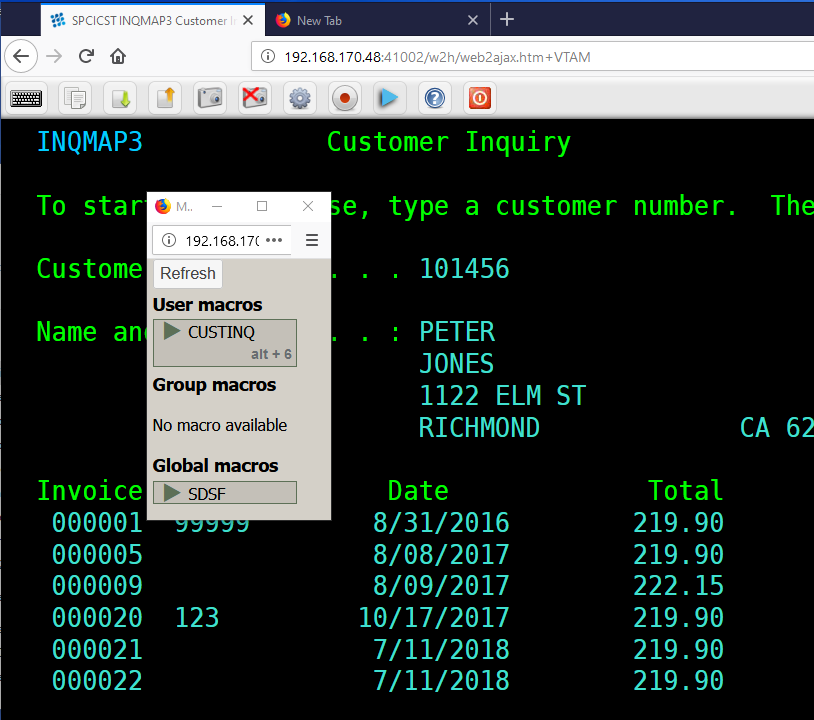 SPCICST INQMAP3 Customer In
New Tab
192.168.170.48:41002/w2h/web2ajax.htm+VTAM
INQMAP3 Customer Inquiry
To star se, type a customer number. The
Custome . . . 101456
Name an . . : PETER
JONES
1122 ELM ST
RICHMOND CA 62
Invoice Date Total
000001 99999 8/31/2016 219.90
000005 8/08/2017 219.90
000009 8/09/2017 222.15
000020 123 10/17/2017 219.90
000021 7/11/2018 219.90
000022 7/11/2018 219.90
M..
192.168.170
Refresh
User macros
CUSTINQ
alt + 6
Group macros
No macro available
Global macros
SDSF